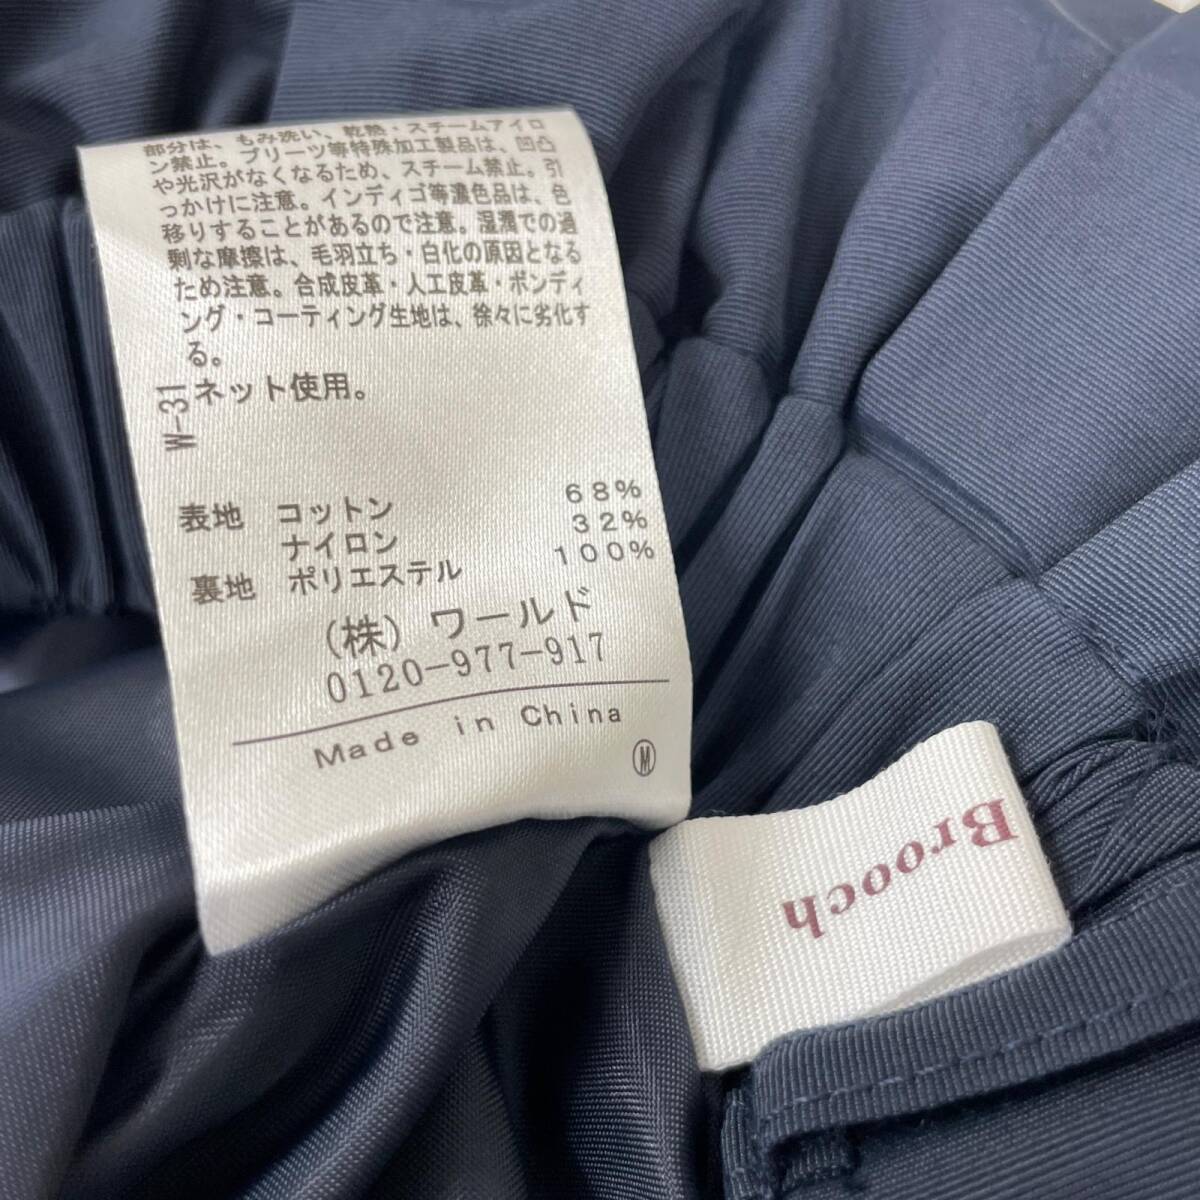 部分は、もみ洗い、乾熱・スチームアイロ
ン禁止。プリーツ等特殊加工製品は、凹凸
や光沢がなくなるため、スチーム禁止。引
っかけに注意。インディゴ等濃色品は、色
移りすることがあるので注意。湿潤での過
剰な摩擦は、毛羽立ち・白化の原因となる
ため注意。合成皮革・人工皮革・ボンディ
ング・コーティング生地は、徐々に劣化す
る。
ネット使用。
W-31
表地 コットン 68%
ナイロン 32%
裏地 ポリエステル 100%
(株) ワールド
0120-977-917
Made in China
Ⓜ
Brooch